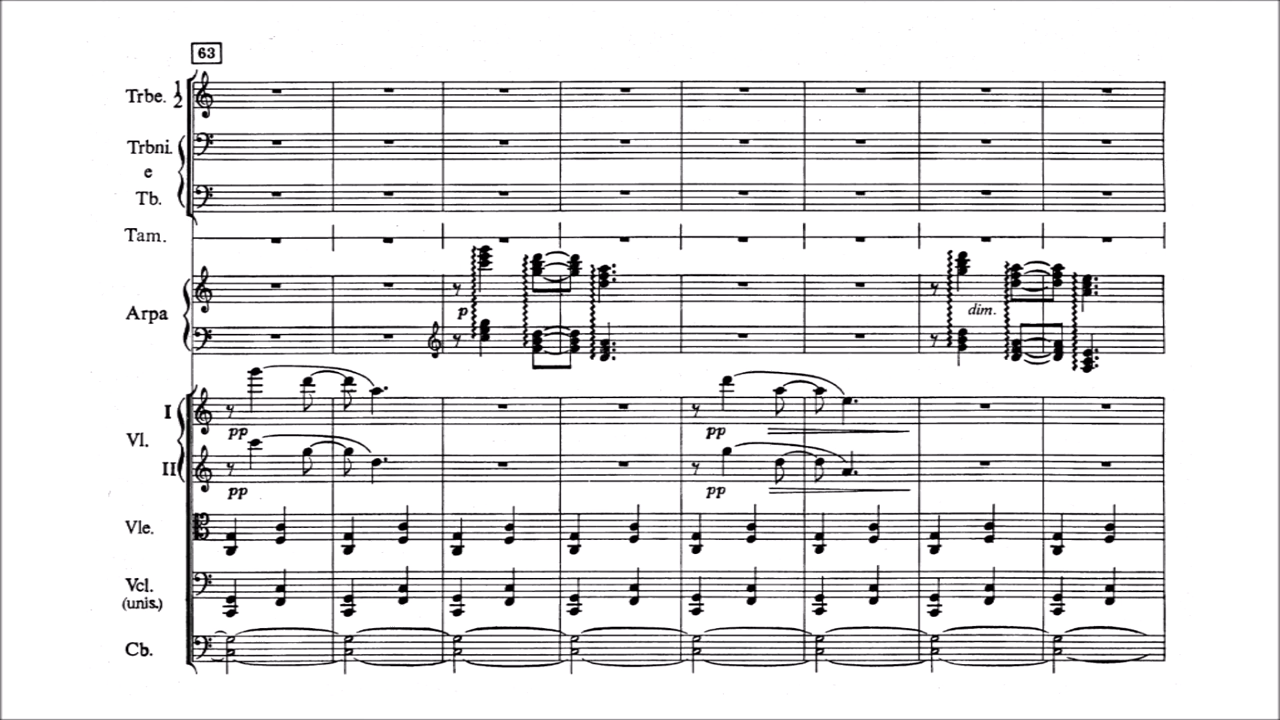 63
Trbe. 1 2
Trbni.
e
Tb.
Tam.
Arpa
p
dim.
I
Vl.
pp
pp
II
pp
pp
Vle.
Vcl.
(unis.)
Cb.